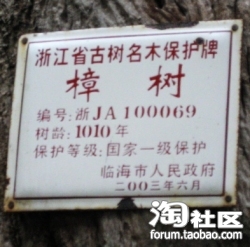 浙江省古树名木保护牌
樟树
编号:浙JA100069
树龄:1010年
保护等级:国家一级保护
临海市人民政府
二00三年六月
淘社区
forum.taobao.com